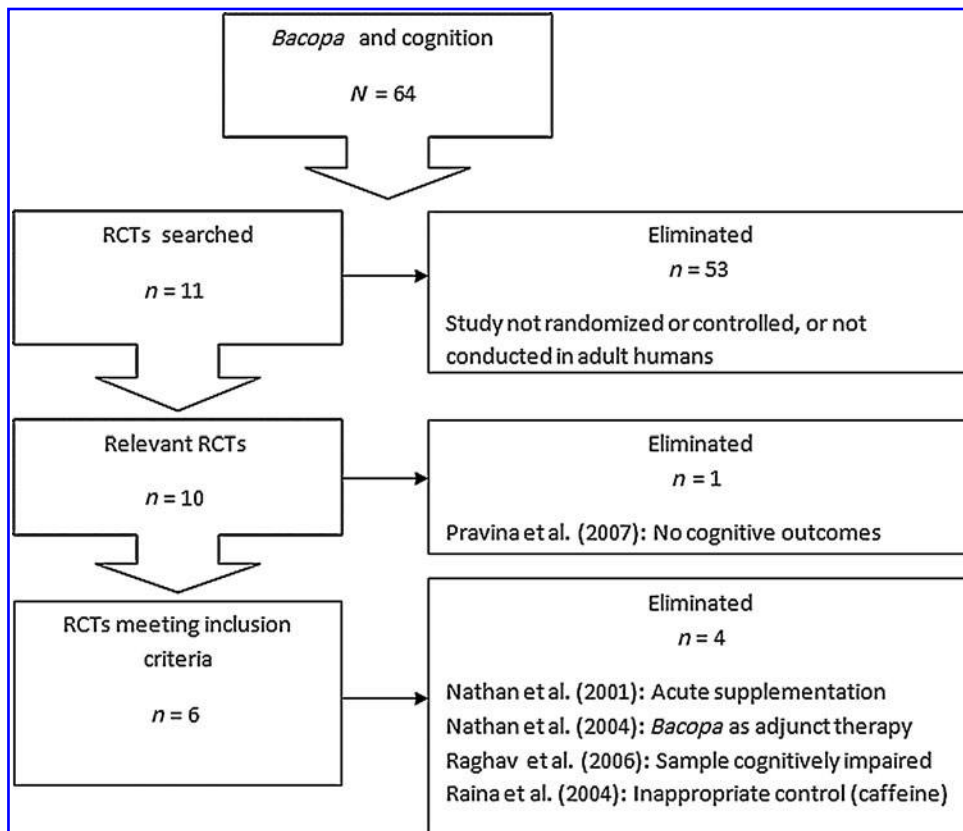 Bacopa and cognition
N = 64
RCTs searched
n = 11
Eliminated
n = 53
Study not randomized or controlled, or not
conducted in adult humans
Relevant RCTs
n = 10
Eliminated
n = 1
Pravina et al. (2007): No cognitive outcomes
RCTs meeting inclusion
criteria
n = 6
Eliminated
n = 4
Nathan et al. (2001): Acute supplementation
Nathan et al. (2004): Bacopa as adjunct therapy
Raghav et al. (2006): Sample cognitively impaired
Raina et al. (2004): Inappropriate control (caffeine)